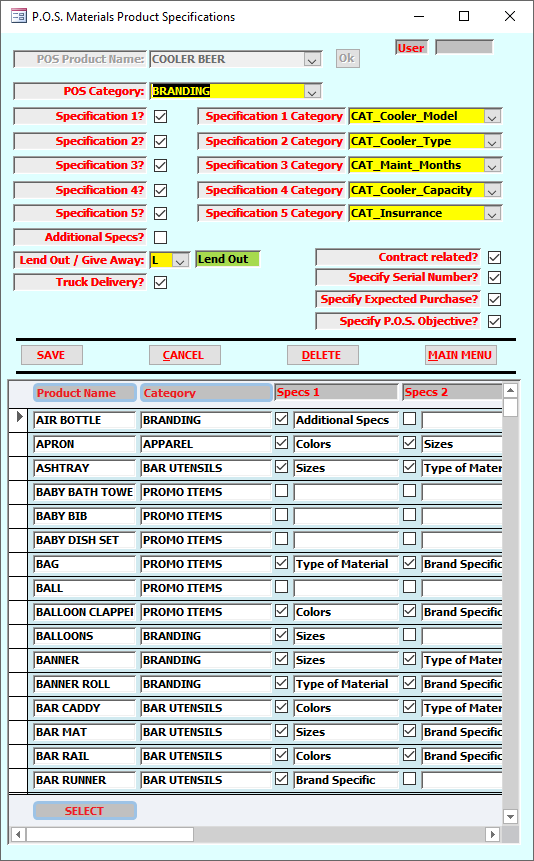 P.O.S. Materials Product Specifications
User
POS Product Name: COOLER BEER Ok
POS Category: BRANDING
Specification 1? Specification 1 Category CAT_Cooler_Model
Specification 2? Specification 2 Category CAT_Cooler_Type
Specification 3? Specification 3 Category CAT_Maint_Months
Specification 4? Specification 4 Category CAT_Cooler_Capacity
Specification 5? Specification 5 Category CAT_Insurrance
Additional Specs?
Lend Out / Give Away: L Lend Out Contract related?
Truck Delivery? Specify Serial Number?
Specify Expected Purchase?
Specify P.O.S. Objective?
SAVE CANCEL DELETE MAIN MENU
Product Name Category Specs 1 Specs 2
AIR BOTTLE BRANDING Additional Specs
APRON APPAREL Colors Sizes
ASHTRAY BAR UTENSILS Sizes Type of Mater
BABY BATH TOWE PROMO ITEMS
BABY BIB PROMO ITEMS
BABY DISH SET PROMO ITEMS
BAG PROMO ITEMS Type of Material Brand Specific
BALL PROMO ITEMS
BALLOON CLAPPER PROMO ITEMS Colors Brand Specific
BALLOONS BRANDING Sizes
BANNER BRANDING Sizes Type of Mater
BANNER ROLL BRANDING Type of Material Brand Specific
BAR CADDY BAR UTENSILS Colors Type of Mater
BAR MAT BAR UTENSILS Sizes Brand Specific
BAR RAIL BAR UTENSILS Colors Brand Specific
BAR RUNNER BAR UTENSILS Brand Specific
SELECT